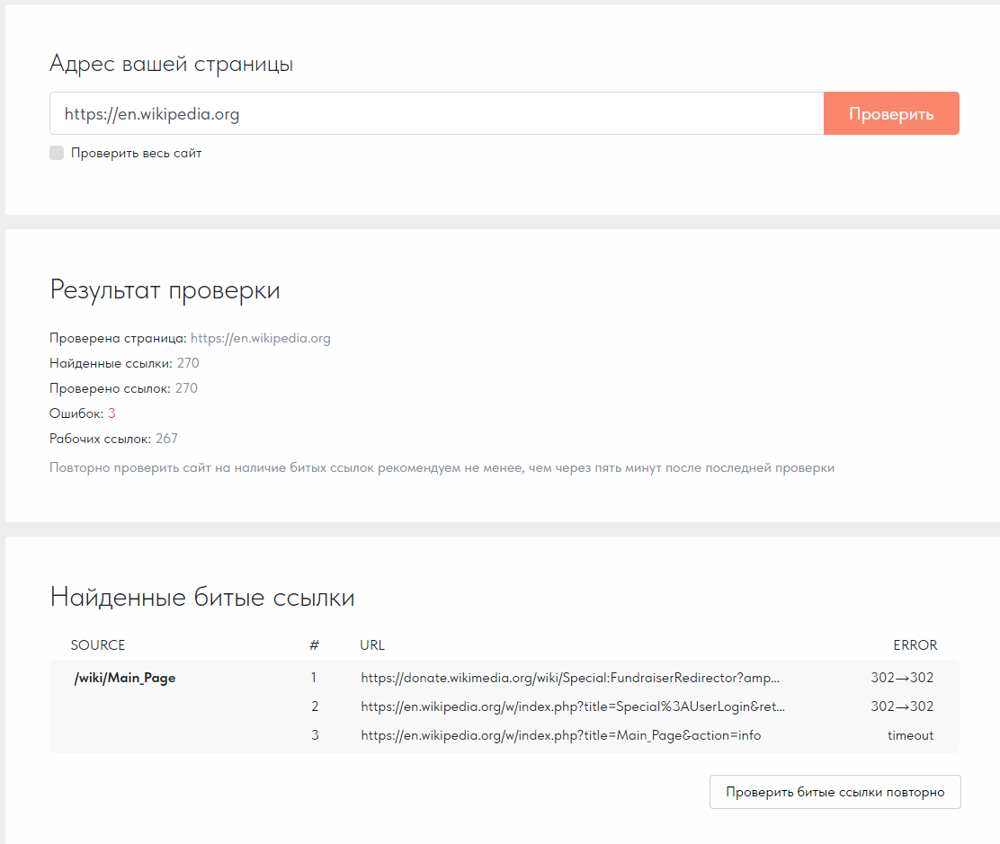 Адрес вашей страницы
https://en.wikipedia.org
Проверить
Проверить весь сайт
Результат проверки
Проверена страница: https://en.wikipedia.org
Найденные ссылки: 270
Проверено ссылок: 270
Ошибок: 3
Рабочих ссылок: 267
Повторно проверить сайт на наличие битых ссылок рекомендуем не менее, чем через пять минут после последней проверки
Найденные битые ссылки
SOURCE # URL ERROR
/wiki/Main_Page 1 https://donate.wikimedia.org/wiki/Special:FundraiserRedirector?amp... 302→302
2 https://en.wikipedia.org/w/index.php?title=Special%3AUserLogin&ret... 302→302
3 https://en.wikipedia.org/w/index.php?title=Main_Page&action=info timeout
Проверить битые ссылки повторно